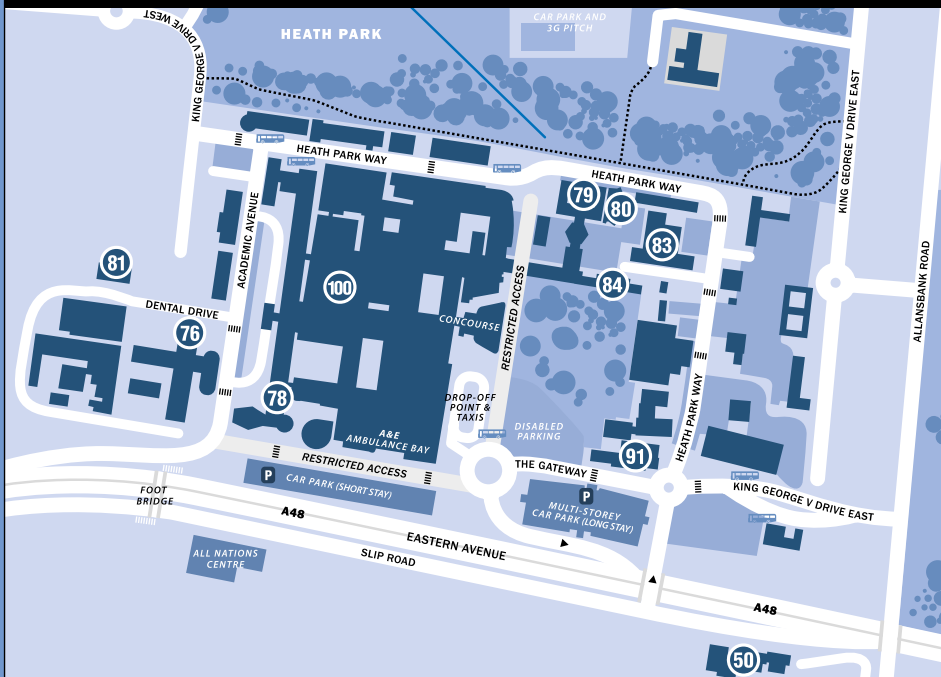 CAR PARK AND
3G PITCH
KING GEORGE V DRIVE WEST
HEATH PARK
KING GEORGE V DRIVE EAST
HEATH PARK WAY
HEATH PARK WAY
79
80
83
84
ACADEMIC AVENUE
81
100
DENTAL DRIVE
76
CONCOURSE
RESTRICTED ACCESS
ALLANSBANK ROAD
78
DROP-OFF
POINT &
TAXIS
HEATH PARK WAY
A&E
AMBULANCE BAY
DISABLED
PARKING
91
RESTRICTED ACCESS
THE GATEWAY
P
CAR PARK (SHORT STAY)
P
MULTI-STOREY
CAR PARK (LONG STAY)
KING GEORGE V DRIVE EAST
FOOT
BRIDGE
A48
EASTERN AVENUE
SLIP ROAD
ALL NATIONS
CENTRE
A48
50